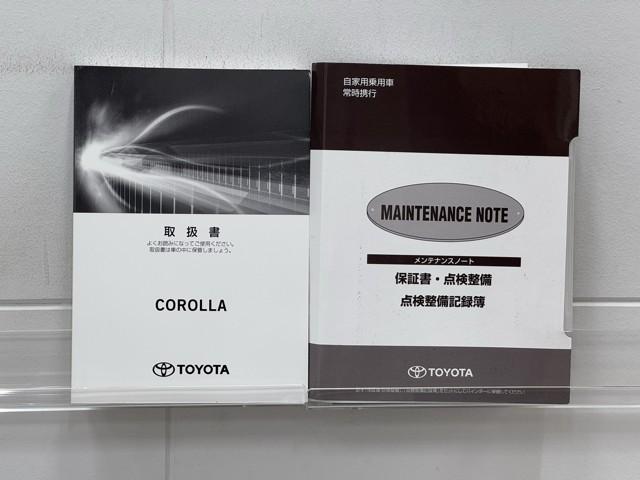 取扱書
よくお読みになってご使用ください。
取扱書は車の中に保管しましょう。
COROLLA
TOYOTA
自家用乗用車
常時携行
MAINTENANCE NOTE
メンテナンスノート
保証書・点検整備
点検整備記録簿
TOYOTA